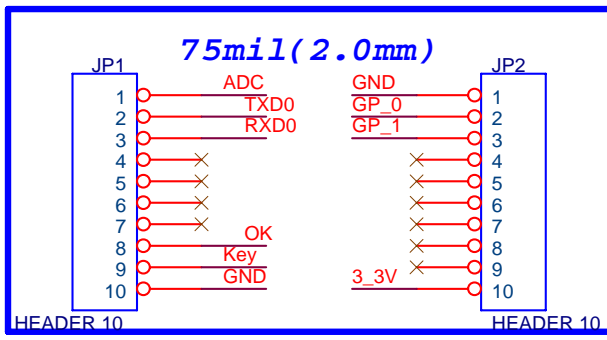 75mil(2.0mm)
JP1 JP2
1 ADC GND 1
2 TXD0 GP_0 2
3 RXD0 GP_1 3
4 4
5 5
6 6
7 7
8 OK 8
9 Key 9
10 GND 3_3V 10
HEADER 10 HEADER 10